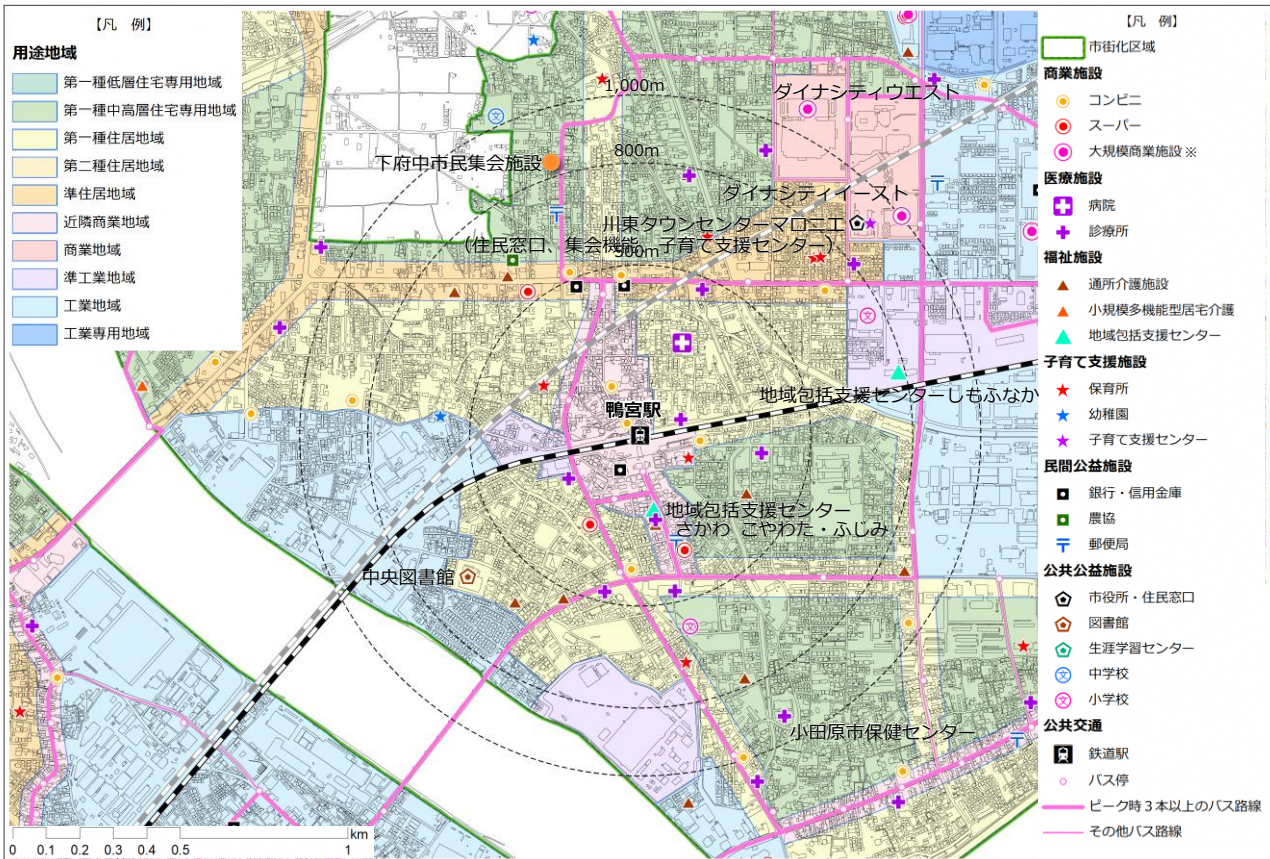 【凡 例】
用途地域
第一種低層住宅専用地域
第一種中高層住宅専用地域
第一種住居地域
第二種住居地域
準住居地域
近隣商業地域
商業地域
準工業地域
工業地域
工業専用地域
1,000m
ダイナシティウエスト
下府中市民集会施設
800m
ダイナシティイースト
川東タウンセンターマロニエ
(住民窓口、集会機能、子育て支援センター)
500m
地域包括支援センターしもふなか
鴨宮駅
地域包括支援センター
さかわ こやわた・ふじみ
中央図書館
小田原市保健センター
0 0.1 0.2 0.3 0.4 0.5 1 km
【凡 例】
市街化区域
商業施設
コンビニ
スーパー
大規模商業施設※
医療施設
病院
診療所
福祉施設
通所介護施設
小規模多機能型居宅介護
地域包括支援センター
子育て支援施設
保育所
幼稚園
子育て支援センター
民間公益施設
銀行・信用金庫
農協
郵便局
公共公益施設
市役所・住民窓口
図書館
生涯学習センター
文 中学校
文 小学校
公共交通
鉄道駅
バス停
ピーク時3本以上のバス路線
その他バス路線